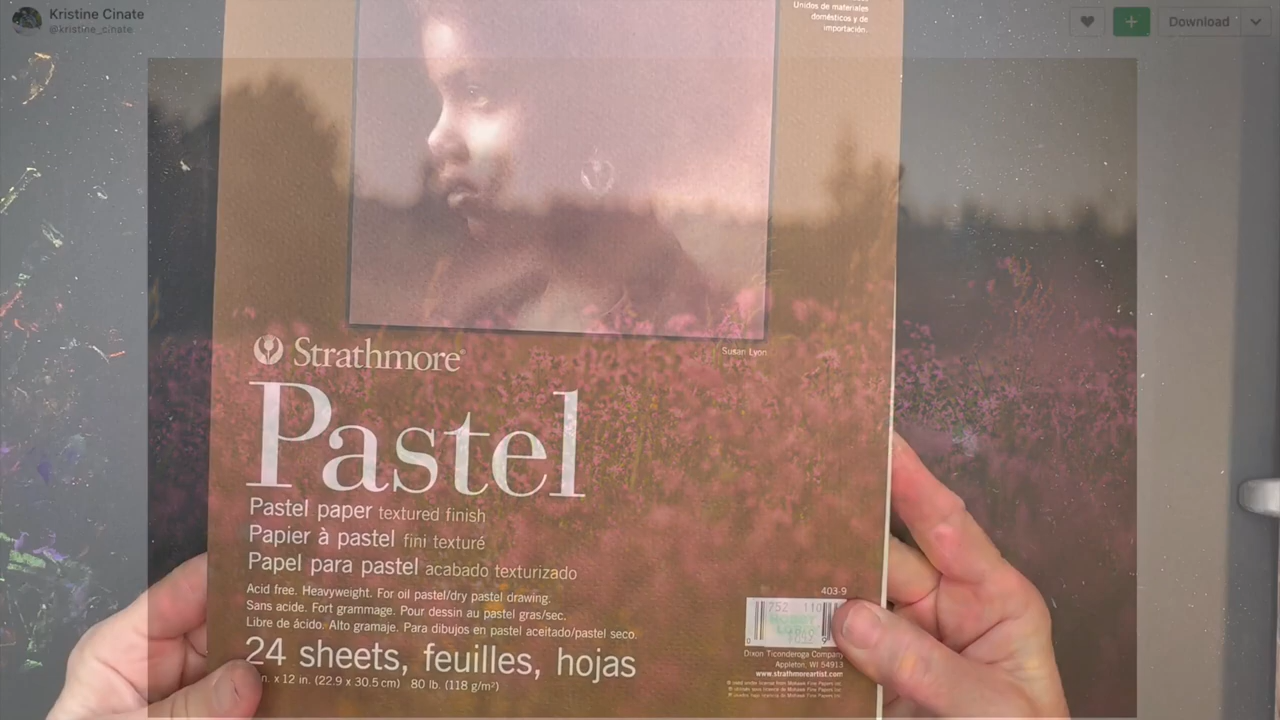 Kristine Cinate
@kristine_cinate
Download
Unidos de materiales
domésticos y de
importación.
Susan Lyon
Strathmore
Pastel
Pastel paper textured finish
Papier à pastel fini texturé
Papel para pastel acabado texturizado
Acid free. Heavyweight. For oil pastel/dry pastel drawing.
Sans acide. Fort grammage. Pour dessin au pastel gras/sec.
Libre de ácido. Alto gramaje. Para dibujos en pastel aceitado/pastel seco.
24 sheets, feuilles, hojas
x 12 in. (22.9 x 30.5 cm) 80 lb. (118 g/m²)
403-9
Dixon Ticonderoga Company
Appleton, WI 54913
www.strathmoreartist.com